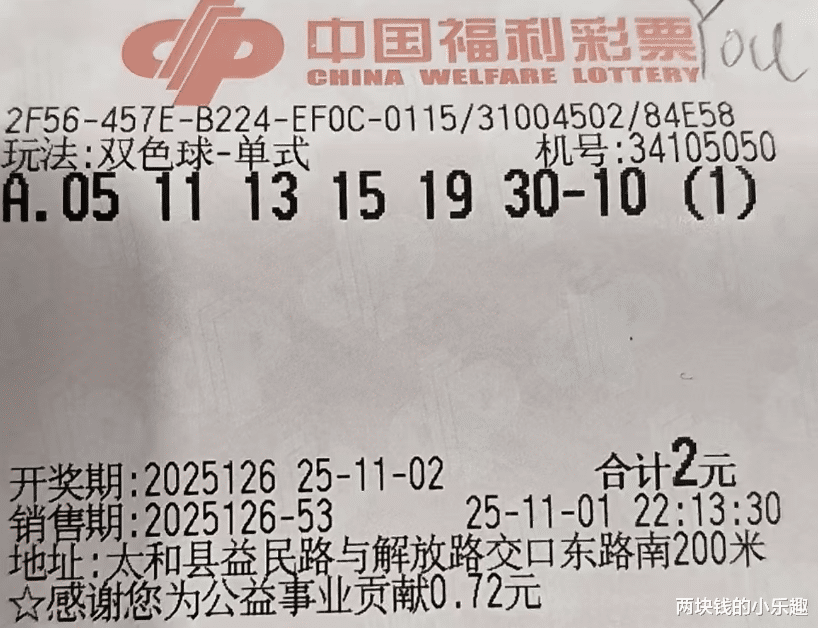 中国福利彩票 You
CHINA WELFARE LOTTERY
2F56-457E-B224-EF0C-0115/31004502/84E58
玩法:双色球-单式 机号:34105050
A.05 11 13 15 19 30-10 (1)
开奖期:2025126 25-11-02 合计2元
销售期:2025126-53 25-11-01 22:13:30
地址:太和县益民路与解放路交口东路南200米
☆感谢您为公益事业贡献0.72元
两块钱的小乐趣